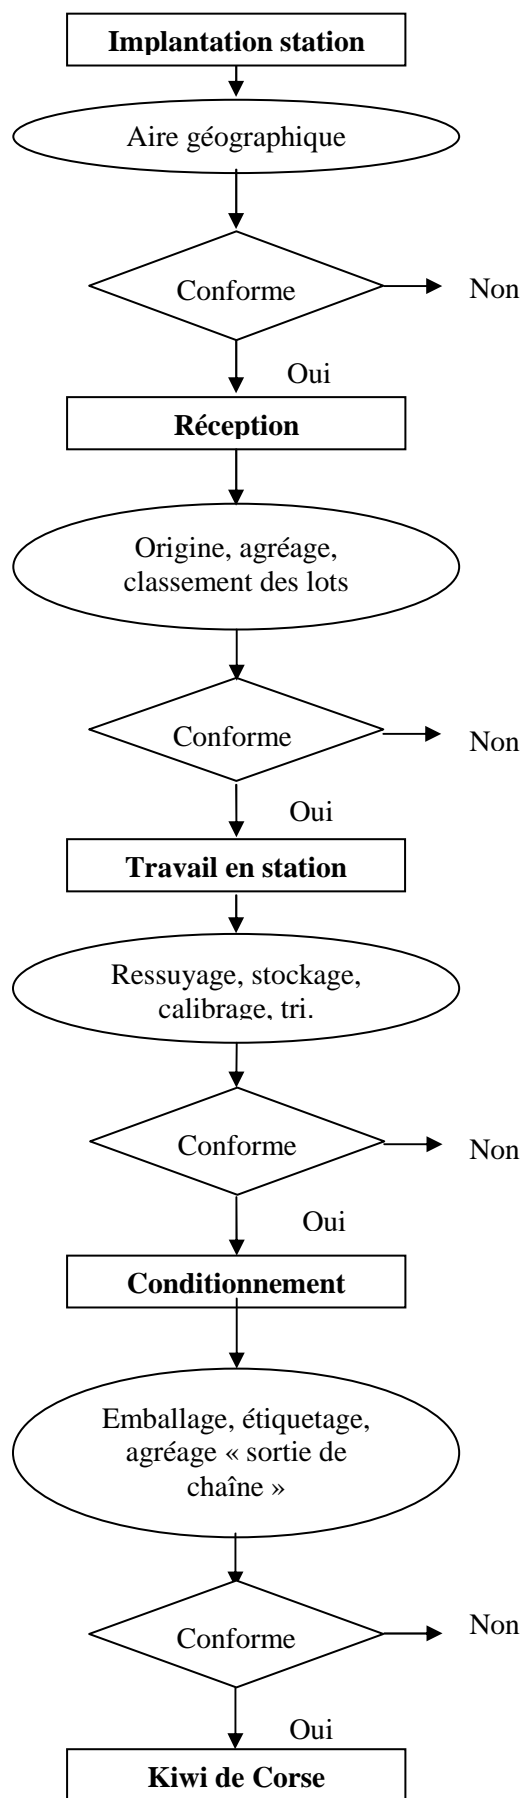 Implantation station
Aire géographique
Conforme
Non
Oui
Réception
Origine, agréage,
classement des lots
Conforme
Non
Oui
Travail en station
Ressuyage, stockage,
calibrage, tri.
Conforme
Non
Oui
Conditionnement
Emballage, étiquetage,
agréage « sortie de
chaîne »
Conforme
Non
Oui
Kiwi de Corse